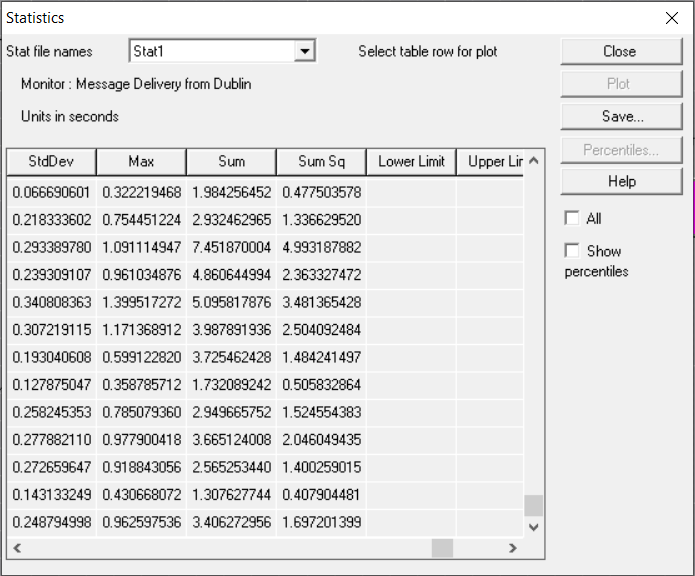 Statistics
Stat file names Stat1 Select table row for plot Close
Monitor : Message Delivery from Dublin Plot
Units in seconds Save...
Percentiles...
Help
All
Show percentiles
StdDev Max Sum Sum Sq Lower Limit Upper Lir
0.066690601 0.322219468 1.984256452 0.477503578
0.218333602 0.754451224 2.932462965 1.336629520
0.293389780 1.091114947 7.451870004 4.993187882
0.239309107 0.961034876 4.860644994 2.363327472
0.340808363 1.399517272 5.095817876 3.481365428
0.307219115 1.171368912 3.987891936 2.504092484
0.193040608 0.599122820 3.725462428 1.484241497
0.127875047 0.358785712 1.732089242 0.505832864
0.258245353 0.785079360 2.949665752 1.524554383
0.277882110 0.977900418 3.665124008 2.046049435
0.272659647 0.918843056 2.565253440 1.400259015
0.143133249 0.430668072 1.307627744 0.407904481
0.248794998 0.962597536 3.406272956 1.697201399